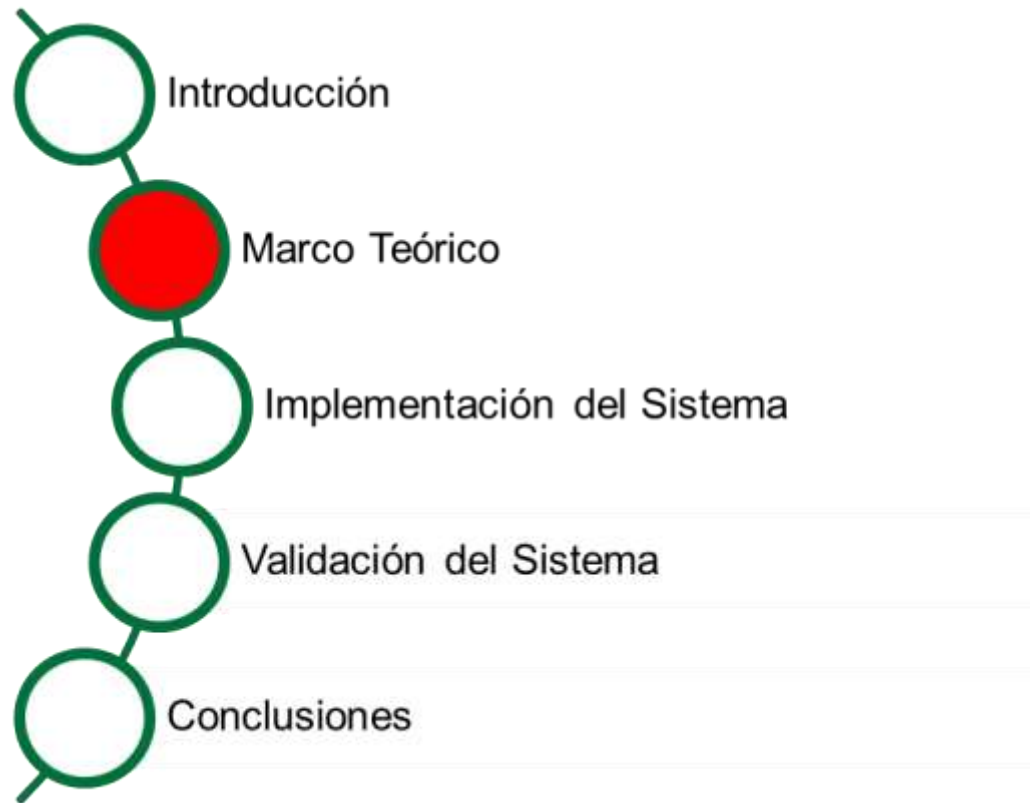 Introducción
Marco Teórico
Implementación del Sistema
Validación del Sistema
Conclusiones